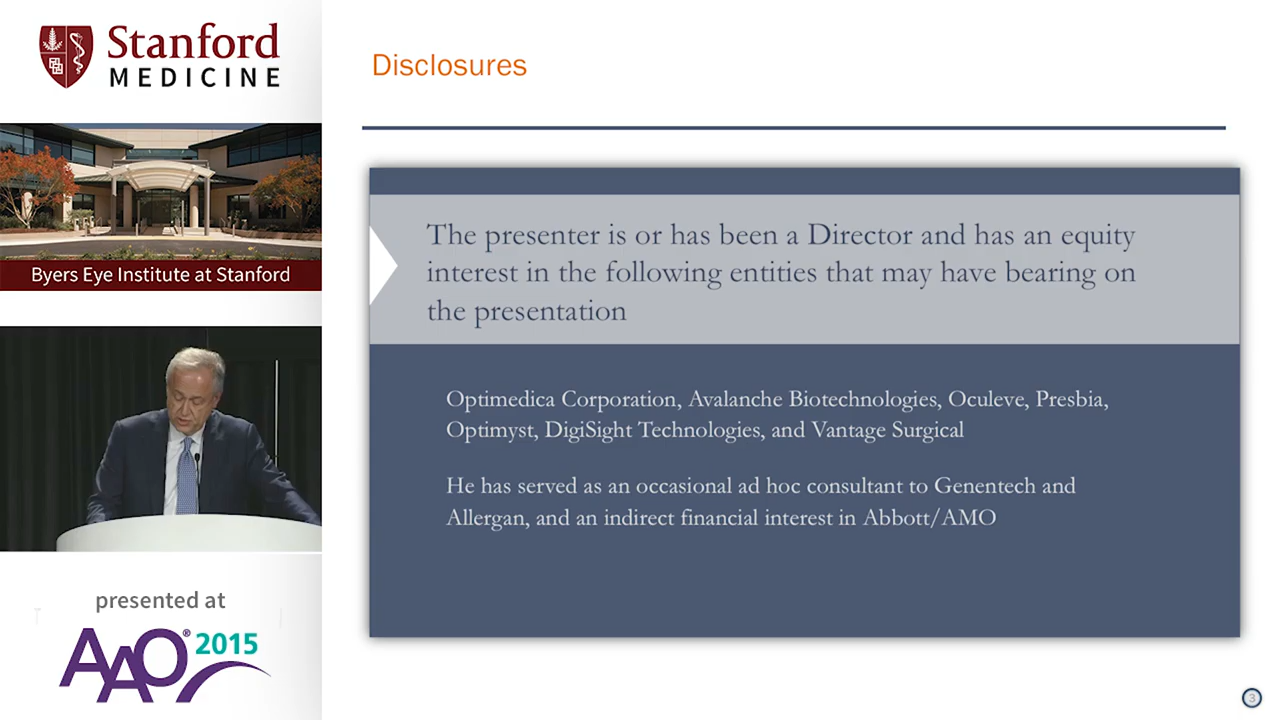 Stanford
MEDICINE
Byers Eye Institute at Stanford
presented at
AAO® 2015
Disclosures
The presenter is or has been a Director and has an equity
interest in the following entities that may have bearing on
the presentation
Optimedica Corporation, Avalanche Biotechnologies, Oculeve, Presbia,
Optimyst, DigiSight Technologies, and Vantage Surgical
He has served as an occasional ad hoc consultant to Genentech and
Allergan, and an indirect financial interest in Abbott/AMO
3